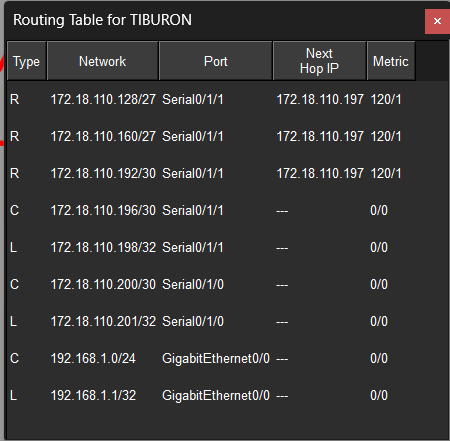 Routing Table for TIBURON
Type Network Port Next Hop IP Metric
R 172.18.110.128/27 Serial0/1/1 172.18.110.197 120/1
R 172.18.110.160/27 Serial0/1/1 172.18.110.197 120/1
R 172.18.110.192/30 Serial0/1/1 172.18.110.197 120/1
C 172.18.110.196/30 Serial0/1/1 --- 0/0
L 172.18.110.198/32 Serial0/1/1 --- 0/0
C 172.18.110.200/30 Serial0/1/0 --- 0/0
L 172.18.110.201/32 Serial0/1/0 --- 0/0
C 192.168.1.0/24 GigabitEthernet0/0 --- 0/0
L 192.168.1.1/32 GigabitEthernet0/0 --- 0/0